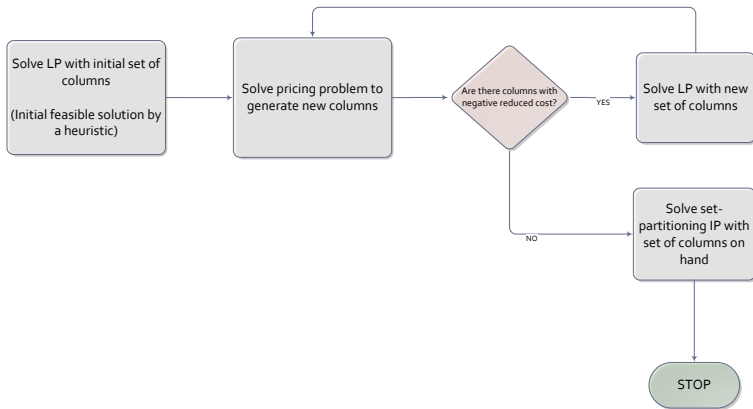 Solve LP with initial set of
columns
(Initial feasible solution by
a heuristic)
Solve pricing problem to
generate new columns
Are there columns with
negative reduced cost?
YES
Solve LP with new
set of columns
NO
Solve set-
partitioning IP with
set of columns on
hand
STOP